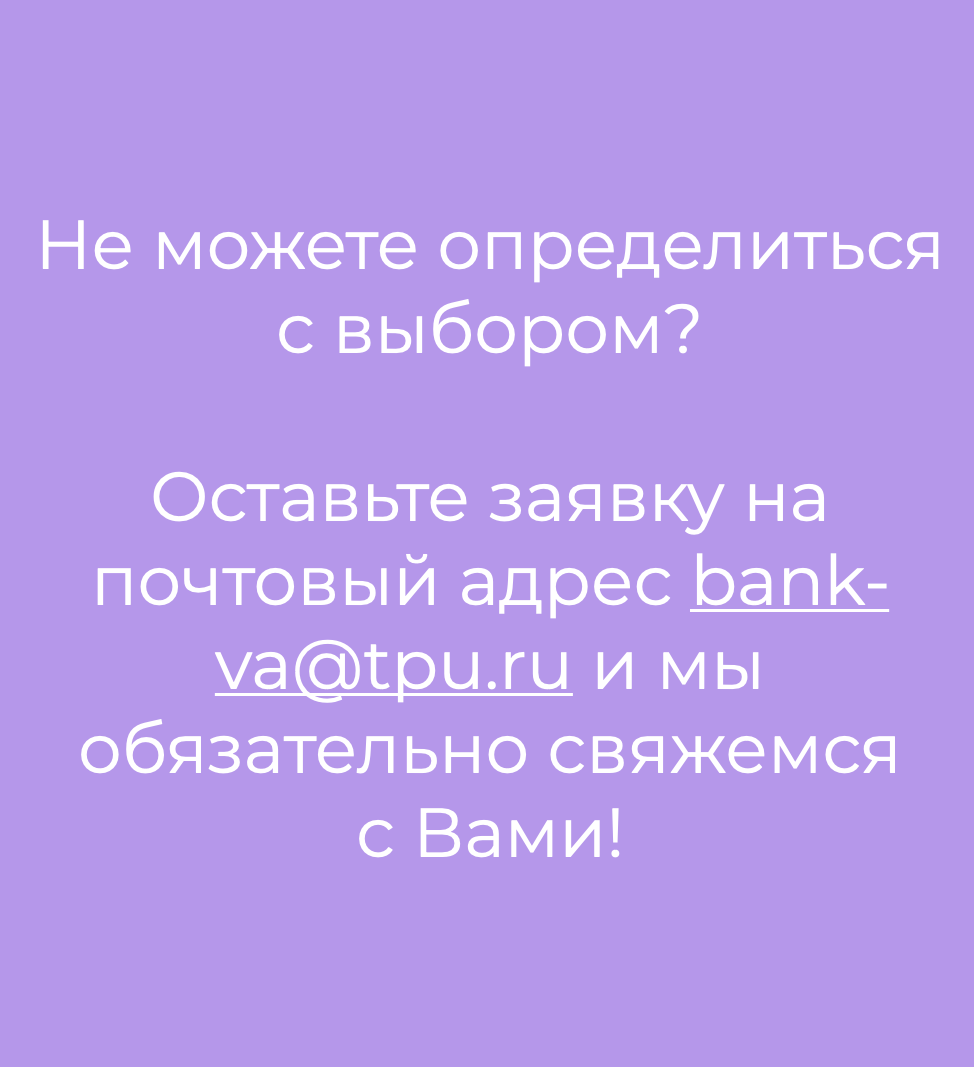 Не можете определиться
с выбором?
Оставьте заявку на
почтовый адрес bank-
va@tpu.ru и мы
обязательно свяжемся
с Вами!